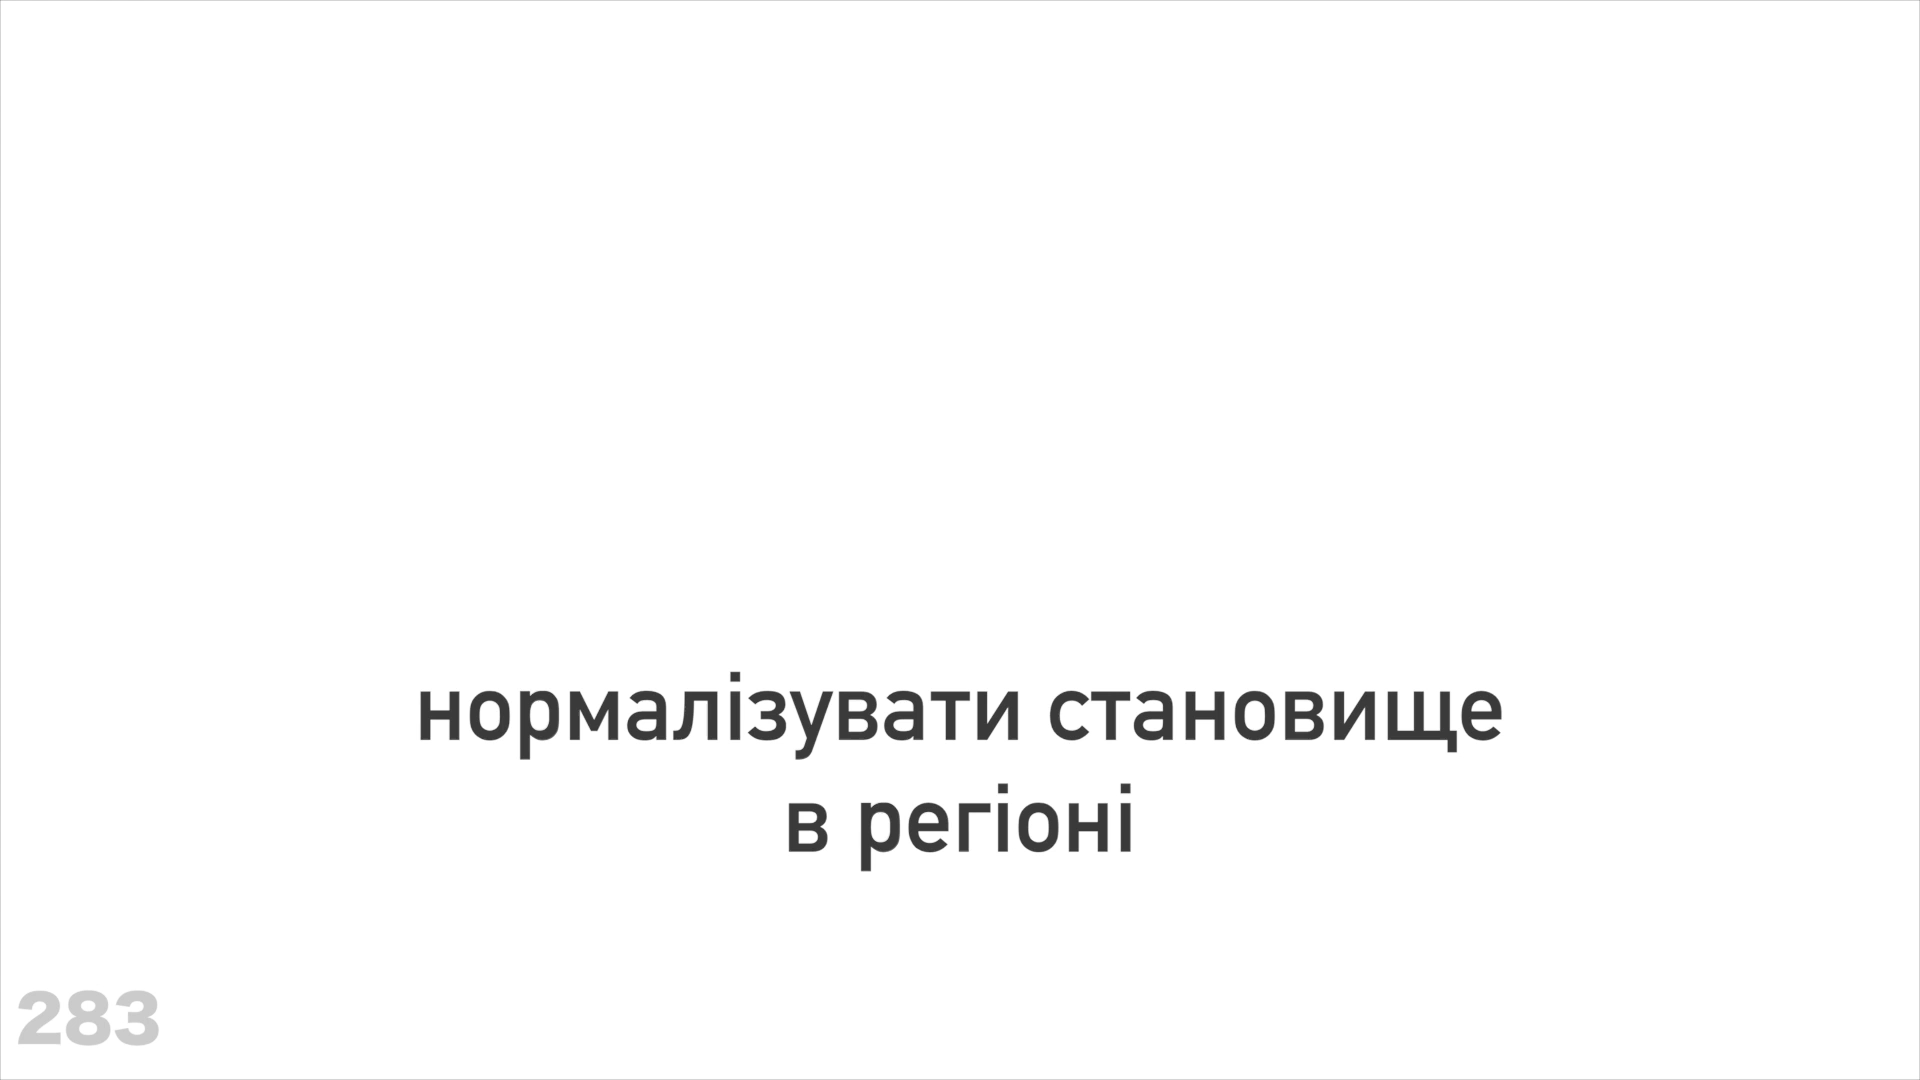 нормалізувати становище
в регіоні
283